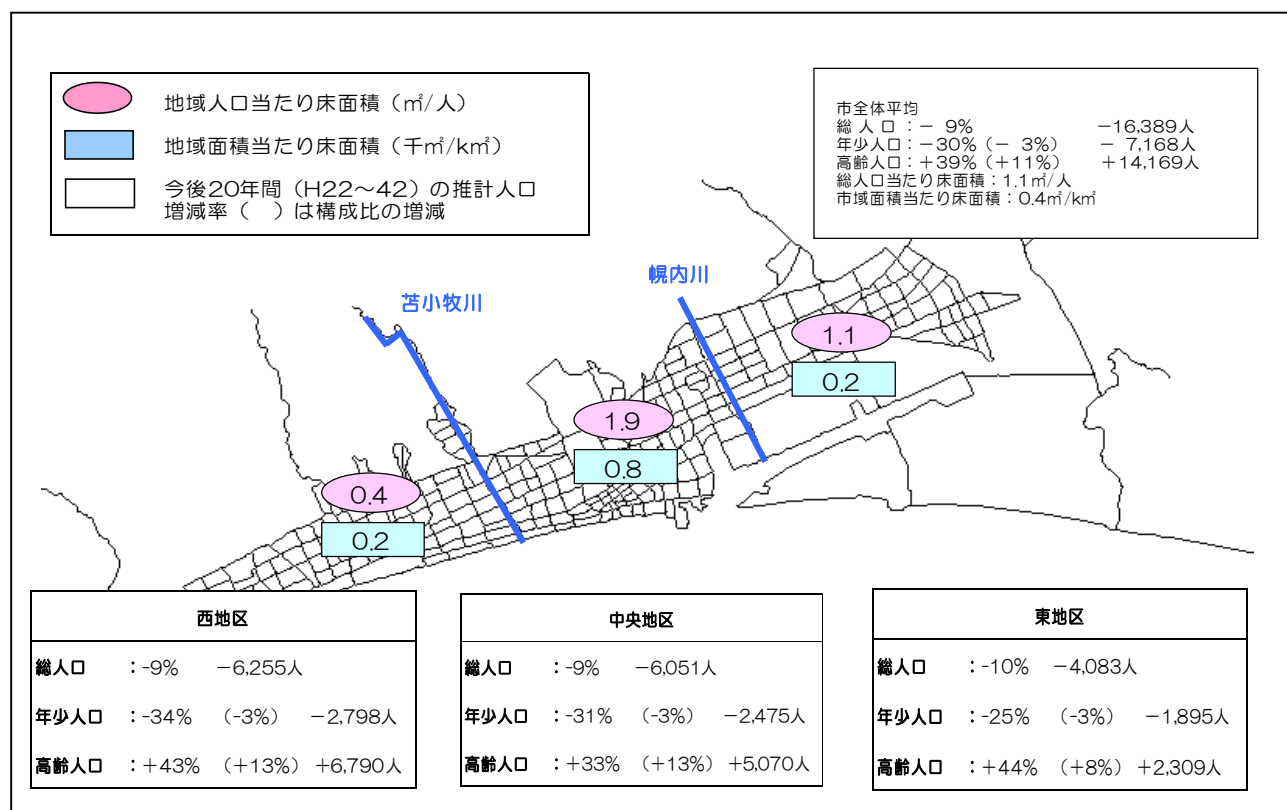 地域人口当たり床面積（㎡/人）
地域面積当たり床面積（千㎡/k㎡）
今後20年間（H22～42）の推計人口
増減率（　）は構成比の増減
市全体平均
総 人 口 ：－ 9%　－16,389人
年少人口：－30%（－ 3%）　－ 7,168人
高齢人口：＋39%（＋11%）　＋14,169人
総人口当たり床面積：1.1㎡/人
市域面積当たり床面積：0.4㎡/k㎡
幌内川
苫小牧川
1.1
0.2
1.9
0.8
0.4
0.2
西地区
総人口　：-9%　－6,255人
年少人口　：-34%　（-3%）　－2,798人
高齢人口　：＋43%　（＋13%）　＋6,790人
中央地区
総人口　：-9%　－6,051人
年少人口　：-31%　（-3%）　－2,475人
高齢人口　：＋33%　（＋13%）　＋5,070人
東地区
総人口　：-10%　－4,083人
年少人口　：-25%　（-3%）　－1,895人
高齢人口　：＋44%　（＋8%）　＋2,309人